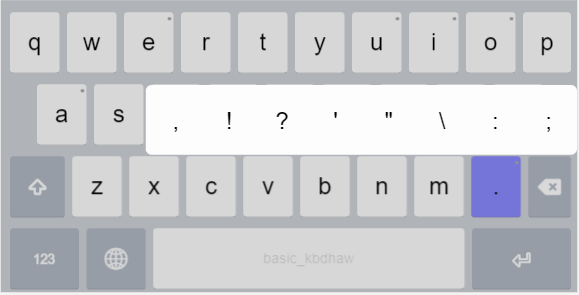 q w e r t y u i o p
a s , ! ? ' " \ : ;
z x c v b n m .
123 basic_kbdhaw